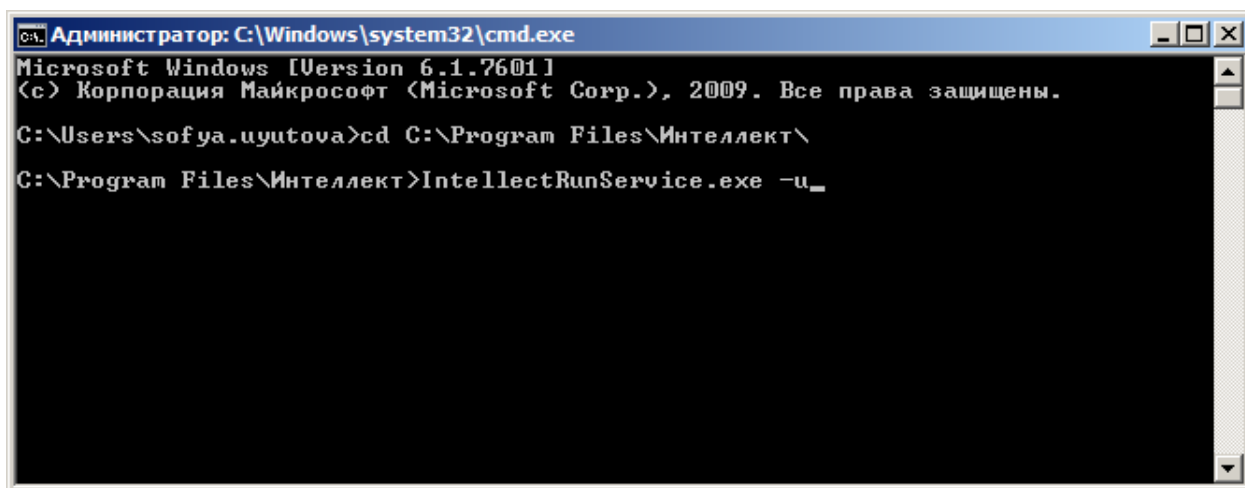 Администратор: C:\Windows\system32\cmd.exe
Microsoft Windows [Version 6.1.7601]
(c) Корпорация Майкрософт (Microsoft Corp.), 2009. Все права защищены.
C:\Users\sofya.uyutova>cd C:\Program Files\Интеллект\
C:\Program Files\Интеллект>IntellectRunService.exe -u_